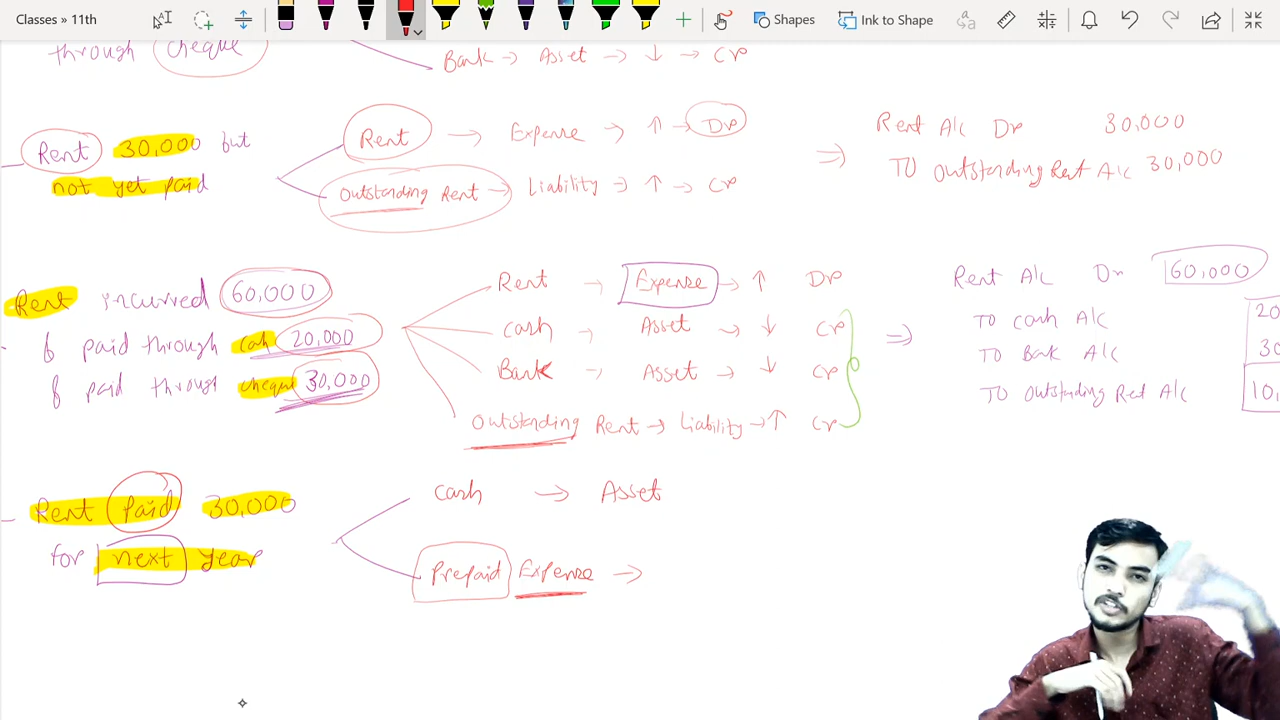 Classes » 11th
Shapes
Ink to Shape
through cheque
Bank → Asset → ↓ → Cr
Rent 30,000 but
not yet paid
Rent → Expense → ↑ → Dr
Outstanding Rent → Liability → ↑ → Cr
⇒ Rent A/c Dr 30,000
To Outstanding Rent A/c 30,000
Rent incurred 60,000
& paid through cash 20,000
& paid through cheque 30,000
Rent → Expense → ↑ Dr
Cash → Asset → ↓ Cr
Bank → Asset → ↓ Cr
Outstanding Rent → Liability → ↑ Cr
⇒ Rent A/c Dr 60,000
To Cash A/c 20
To Bank A/c 30
To Outstanding Rent A/c 10,
Rent Paid 30,000
for next year
Cash → Asset
Prepaid Expense →